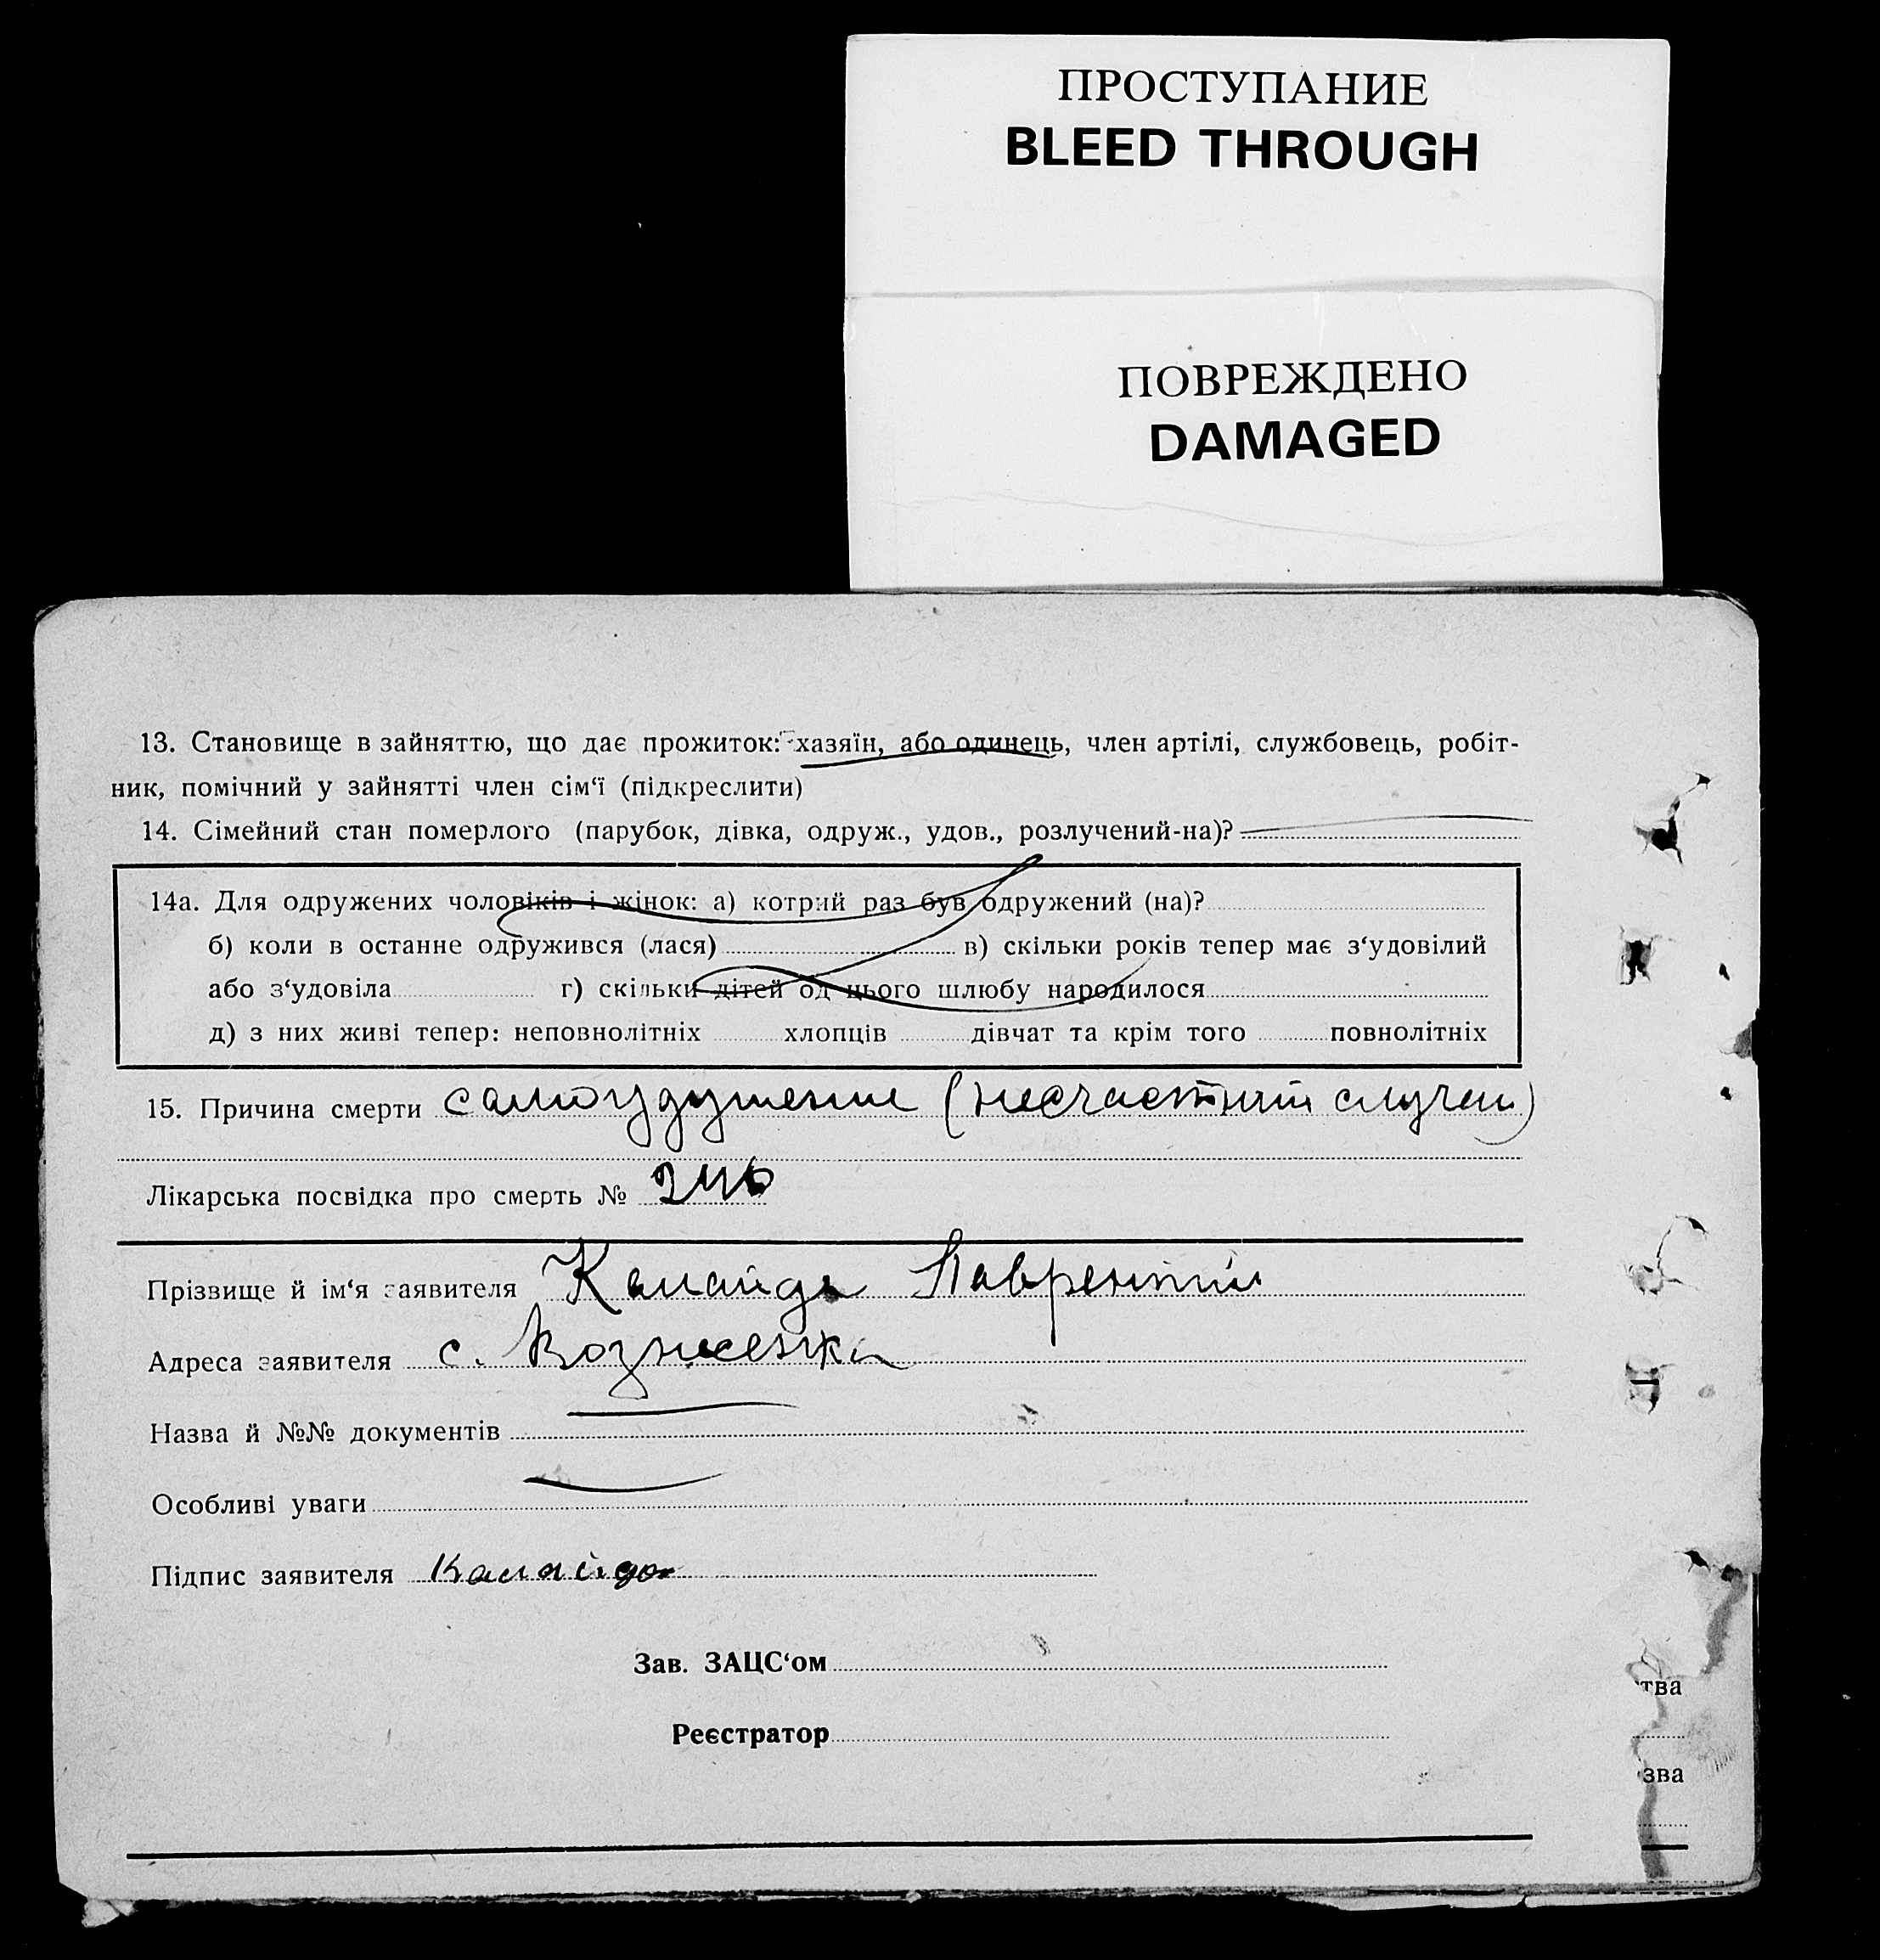 ПРОСТУПАНИЕ
BLEED THROUGH
ПОВРЕЖДЕНО
DAMAGED
13. Становище в зайняттю, що дає прожиток: хазяїн, або одинець, член артілі, службовець, робіт-
ник, помічний у зайнятті член сім‘ї (підкреслити)
14. Сімейний стан померлого (парубок, дівка, одруж., удов., розлучений-на)?
14а. Для одружених чоловіків і жінок: а) котрий раз був одружений (на)?
б) коли в останне одружився (лася) в) скільки років тепер має з‘удовілий
або з‘удовіла г) скільки дітей од цього шлюбу народилося
д) з них живі тепер: неповнолітніх хлопців дівчат та крім того повнолітніх
15. Причина смерти самоудушение (несчастный случай)
Лікарська посвідка про смерть № 246
Прізвище й ім‘я заявителя Калайда Лаврентий
Адреса заявителя с.
Назва й №№ документів
Особливі уваги
Підпис заявителя Калайда
Зав. ЗАЦС‘ом
тва
Реєстратор
зва